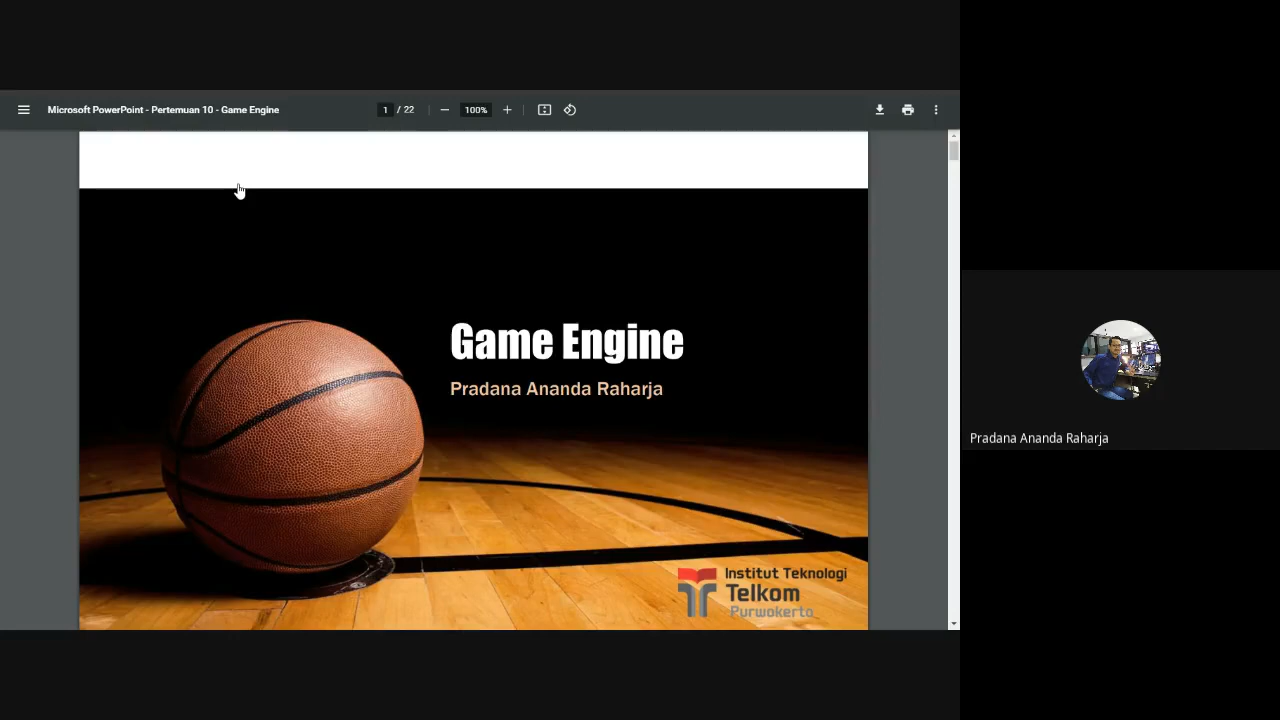 Microsoft PowerPoint - Pertemuan 10 - Game Engine
1 / 22
100%
Game Engine
Pradana Ananda Raharja
Institut Teknologi
Telkom
Purwokerto
Pradana Ananda Raharja